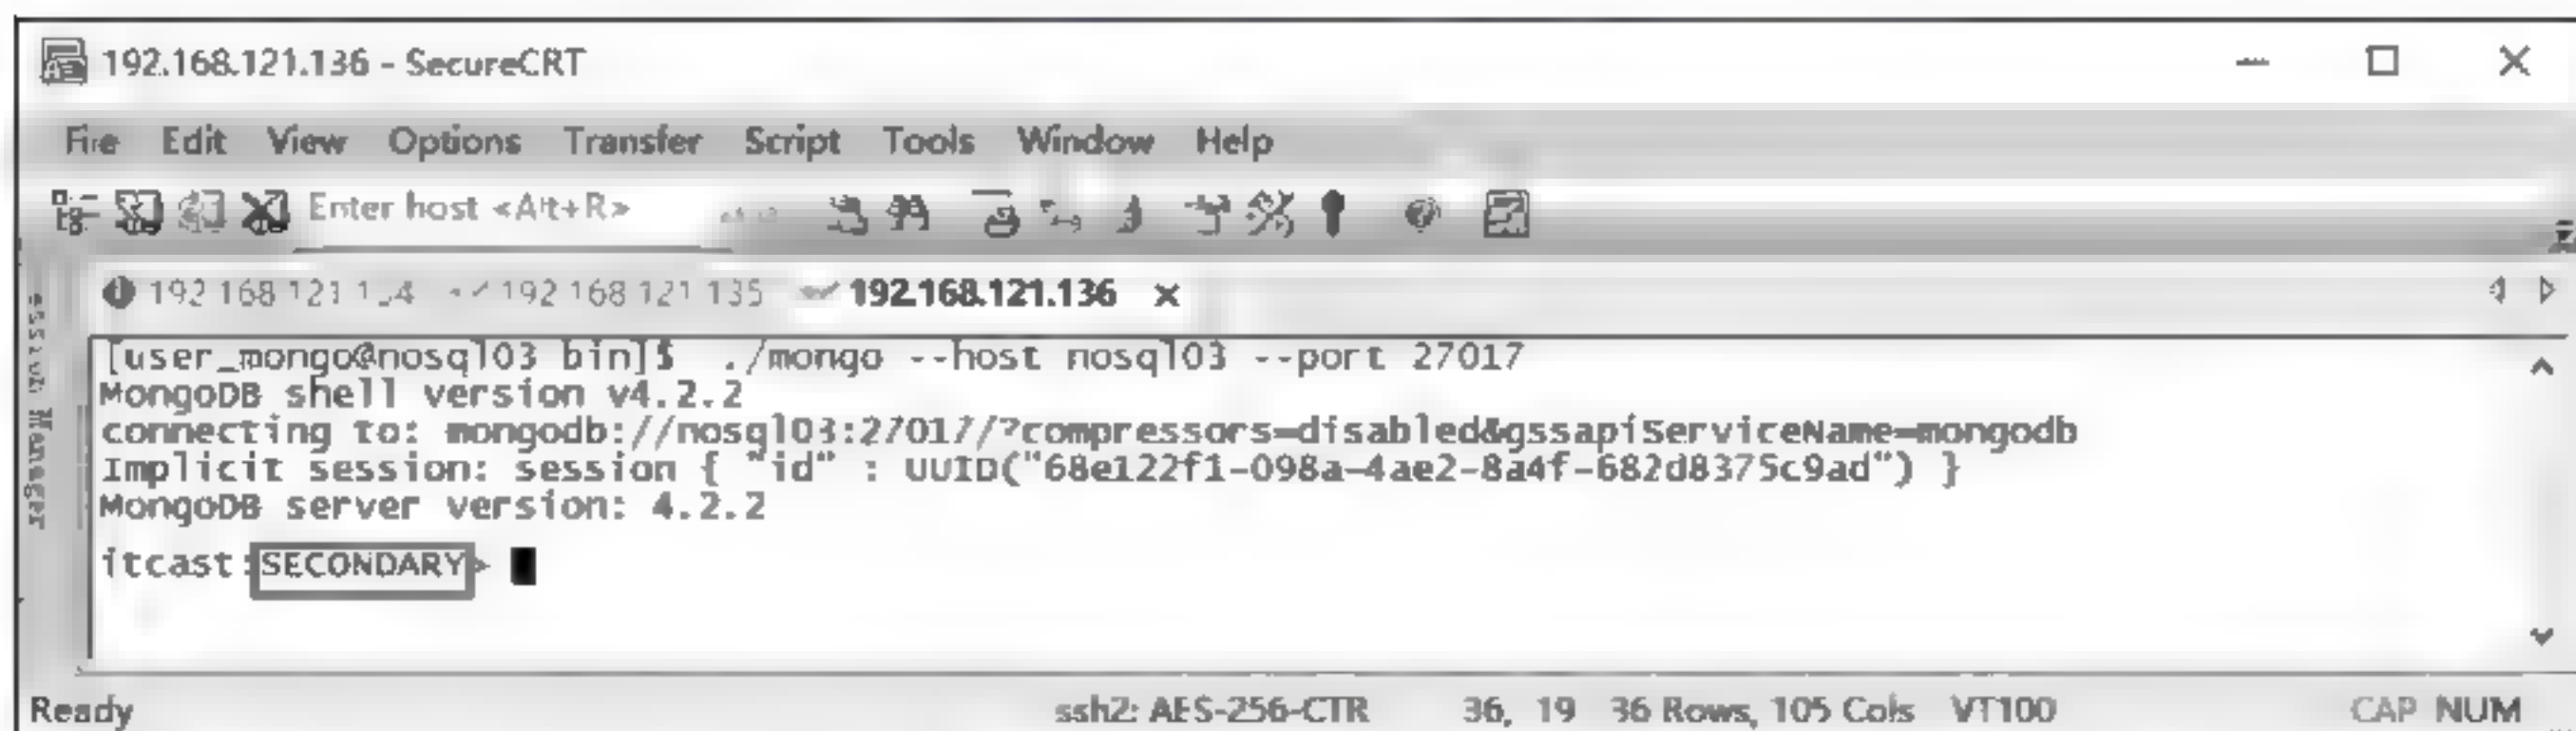 192.168.121.136 - SecureCRT
File Edit View Options Transfer Script Tools Window Help
Enter host <Alt+R>
192.168.121.135 192.168.121.136
[user_mongo@nosql03 bin]$ ./mongo --host nosql03 --port 27017
MongoDB shell version v4.2.2
connecting to: mongodb://nosql03:27017/?compressors=disabled&gssapiServiceName=mongodb
Implicit session: session { "id" : UUID("68e122f1-098a-4ae2-8a4f-682d8375c9ad") }
MongoDB server version: 4.2.2
itcast:SECONDARY>
Manager
Ready ssh2: AES-256-CTR 36, 19 36 Rows, 105 Cols VT100 CAP NUM